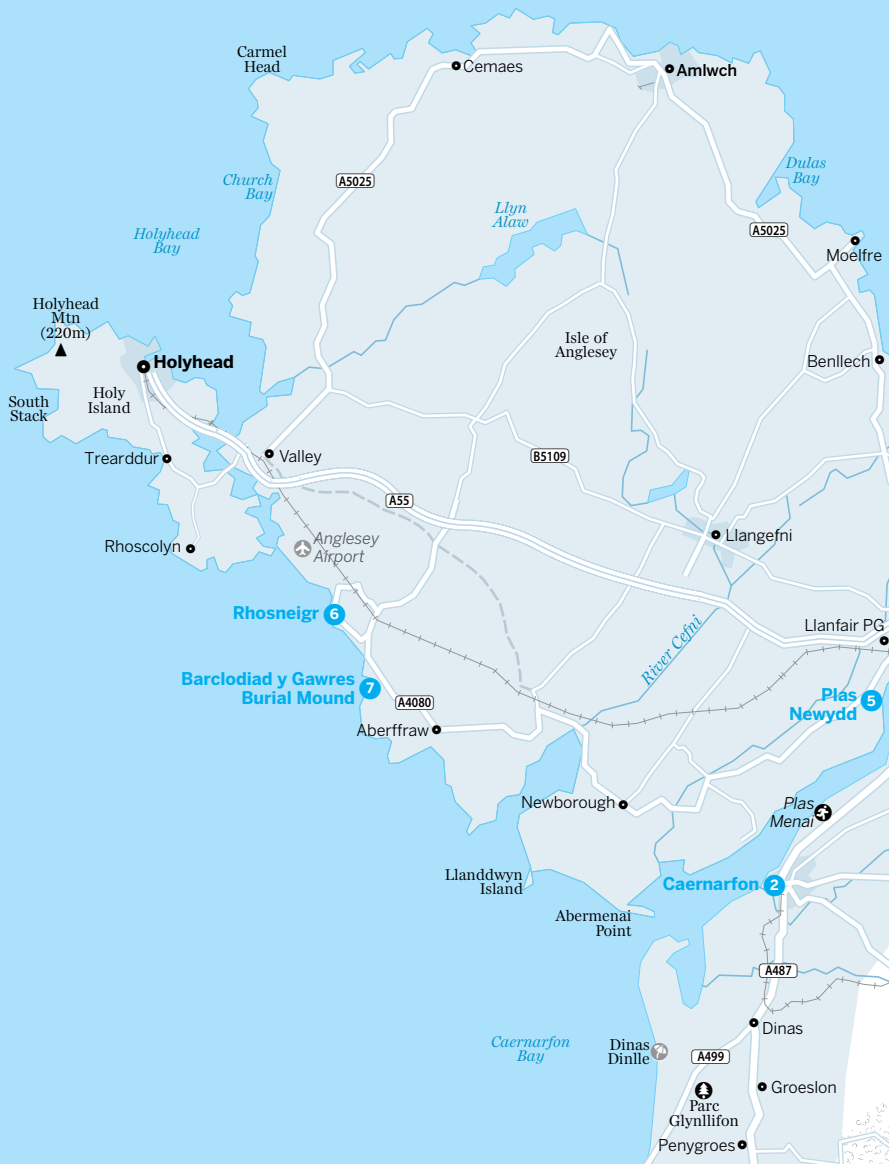 Carmel
Head
Cemaes
Amlwch
Church
Bay
A5025
Dulas
Bay
Llyn
Alaw
Holyhead
Bay
A5025
Moelfre
Holyhead
Mtn
(220m)
Isle of
Anglesey
Holyhead
Benllech
South
Stack
Holy
Island
Trearddur
Valley
B5109
A55
Rhoscolyn
Anglesey
Airport
Llangefni
Rhosneigr 6
Llanfair PG
River Cefni
Barclodiad y Gawres
Burial Mound 7
A4080
Plas
Newydd 5
Aberffraw
Newborough
Plas
Menai
Llanddwyn
Island
Caernarfon 2
Abermenai
Point
A487
Caernarfon
Bay
Dinas
Dinas
Dinlle
A499
Groeslon
Parc
Glynllifon
Penygroes